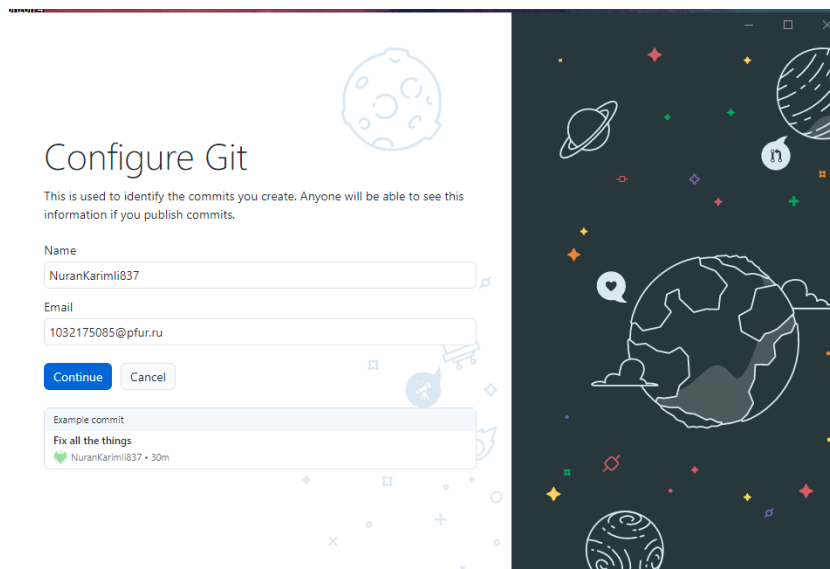 Configure Git
This is used to identify the commits you create. Anyone will be able to see this
information if you publish commits.
Name
NuranKarimli837
Email
1032175085@pfur.ru
Continue
Cancel
Example commit
Fix all the things
NuranKarimli837 • 30m